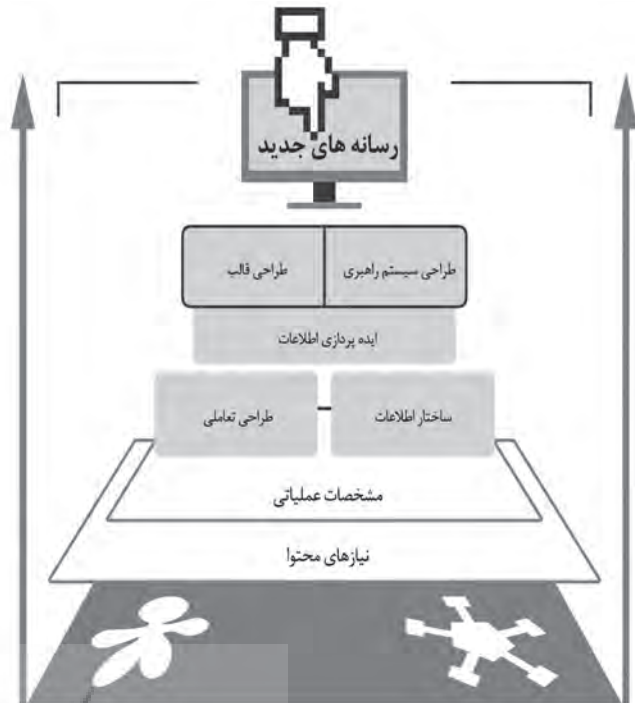 رسانه های جدید
طراحی سیستم راهبری
طراحی قالب
ایده پردازی اطلاعات
ساختار اطلاعات
طراحی تعاملی
مشخصات عملیاتی
نیازهای محتوا